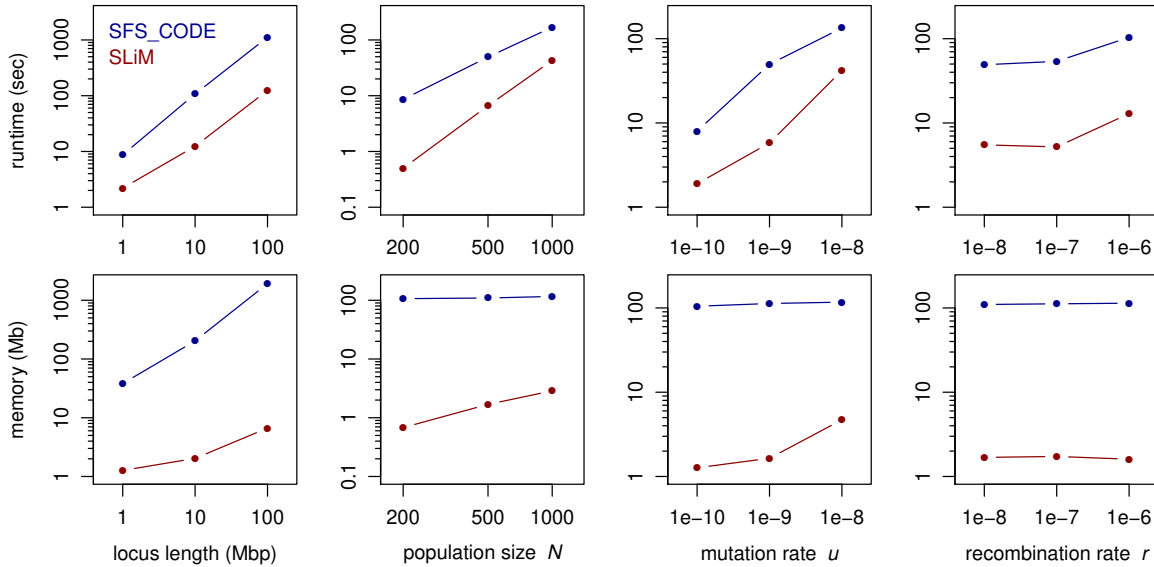 SFS_CODE
SLiM
runtime (sec)
1 10 100 1000
1 10 100
0.1 1 10 100
200 500 1000
1 10 100
1e−10 1e−9 1e−8
1 10 100
1e−8 1e−7 1e−6
memory (Mb)
1 10 100 1000
1 10 100
locus length (Mbp)
0.1 1 10 100
200 500 1000
population size N
1 10 100
1e−10 1e−9 1e−8
mutation rate u
1 10 100
1e−8 1e−7 1e−6
recombination rate r